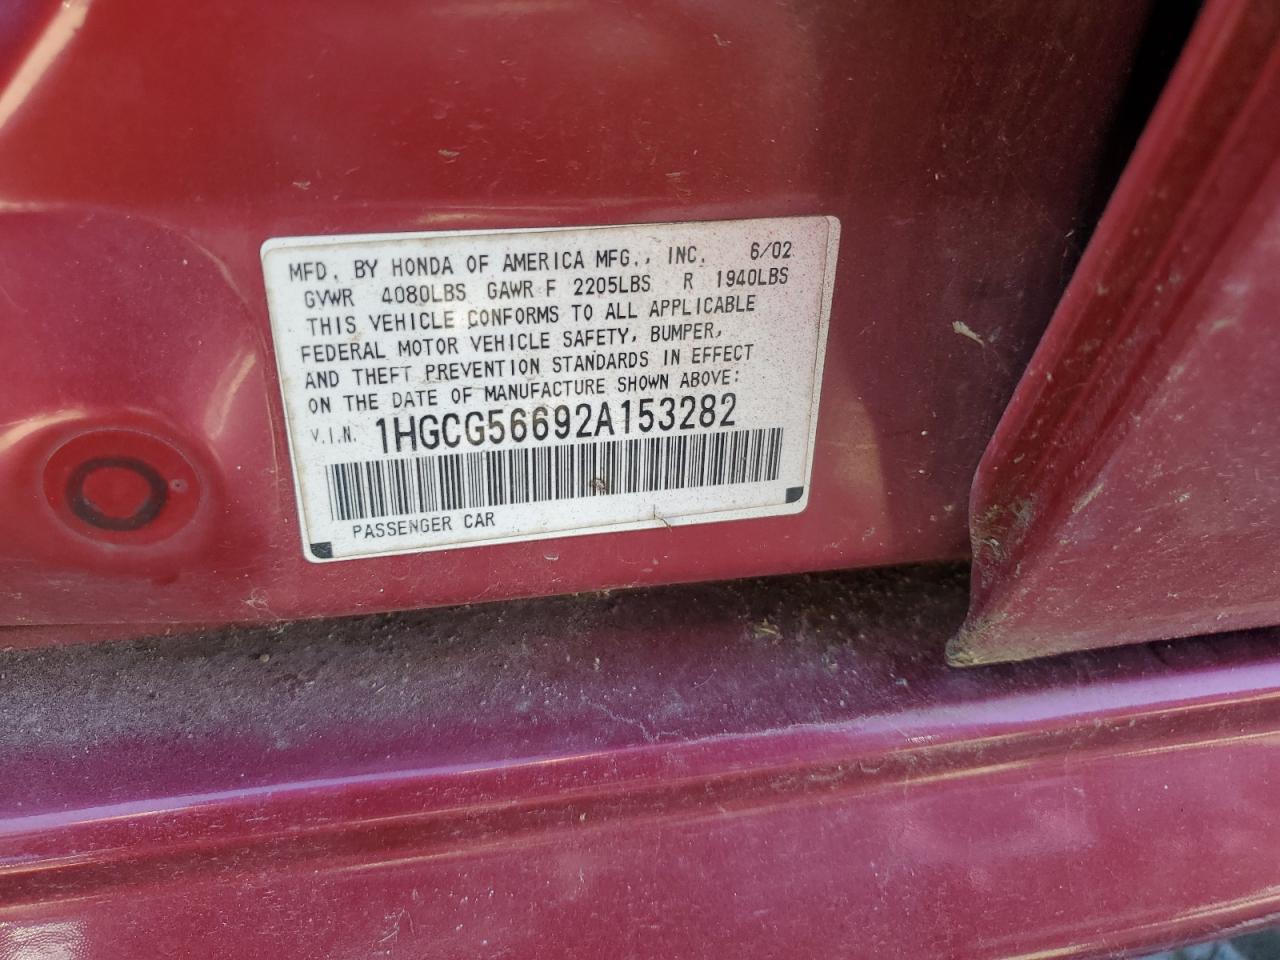 MFD. BY HONDA OF AMERICA MFG., INC. 6/02
GVWR 4080LBS GAWR F 2205LBS R 1940LBS
THIS VEHICLE CONFORMS TO ALL APPLICABLE
FEDERAL MOTOR VEHICLE SAFETY, BUMPER,
AND THEFT PREVENTION STANDARDS IN EFFECT
ON THE DATE OF MANUFACTURE SHOWN ABOVE:
V.I.N. 1HGCG56692A153282
PASSENGER CAR